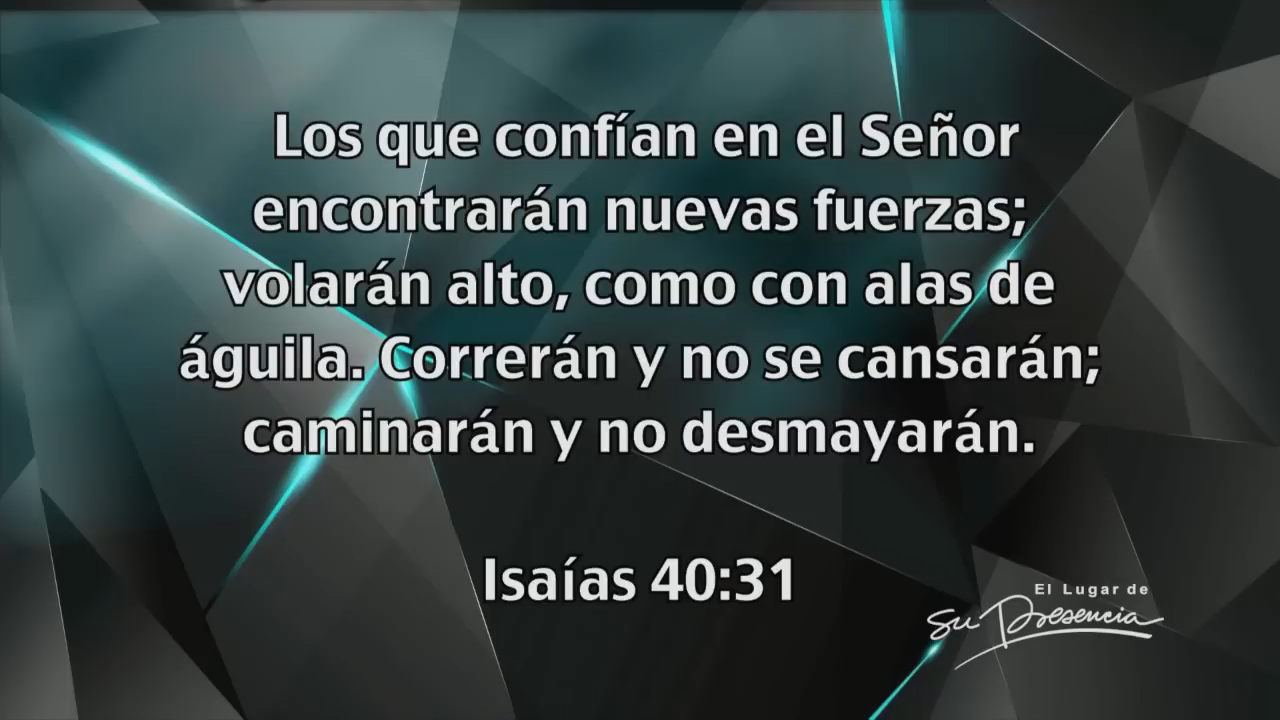 Los que confían en el Señor
encontrarán nuevas fuerzas;
volarán alto, como con alas de
águila. Correrán y no se cansarán;
caminarán y no desmayarán.
Isaías 40:31
El Lugar de
Su Presencia